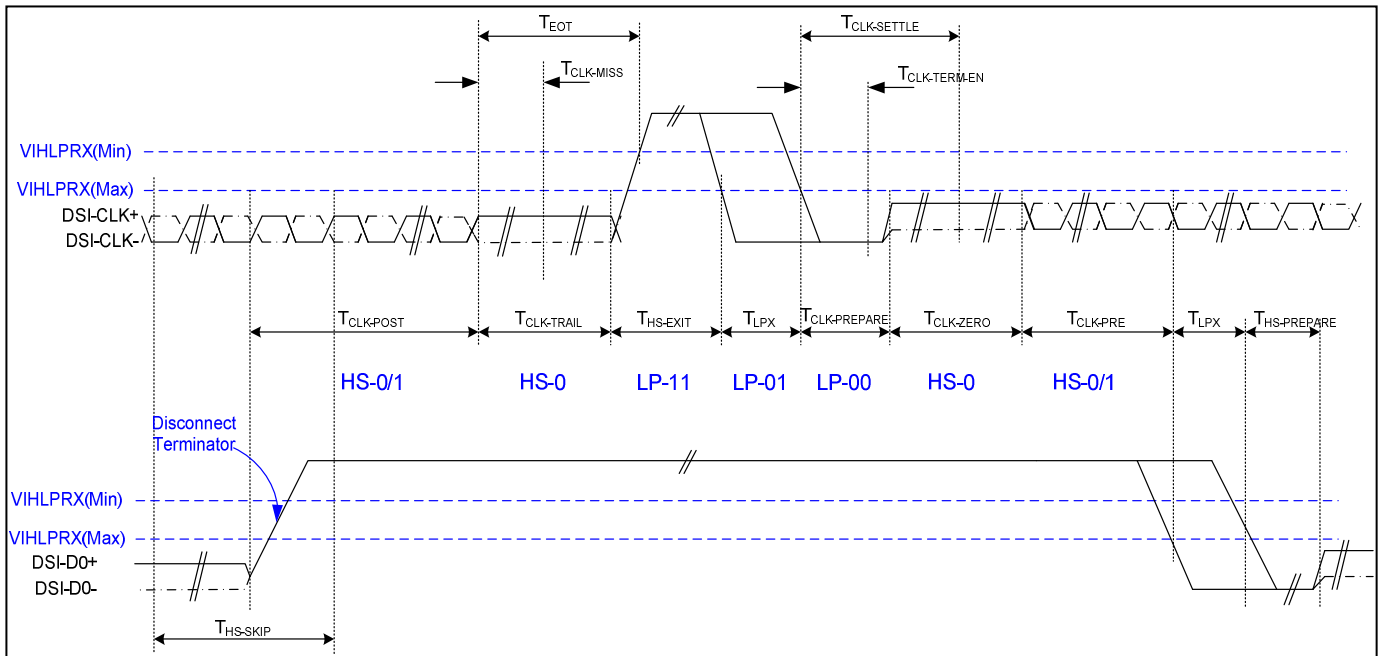 TEOT
TCLK-SETTLE
TCLK-MISS
TCLK-TERM-EN
VIHLPRX(Min)
VIHLPRX(Max)
DSI-CLK+
DSI-CLK-
TCLK-POST
TCLK-TRAIL
THS-EXIT
TLPX
TCLK-PREPARE
TCLK-ZERO
TCLK-PRE
TLPX
THS-PREPARE
HS-0/1
HS-0
LP-11
LP-01
LP-00
HS-0
HS-0/1
Disconnect
Terminator
VIHLPRX(Min)
VIHLPRX(Max)
DSI-D0+
DSI-D0-
THS-SKIP